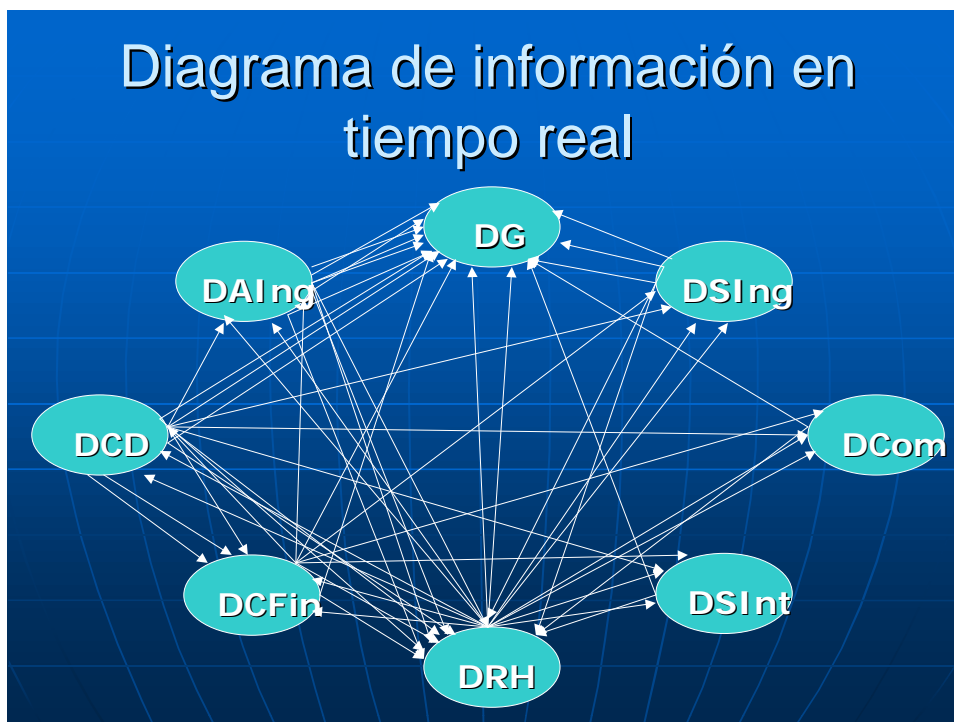 Diagrama de información en
tiempo real
DG
DAIng
DSIng
DCD
DCom
DCFin
DSInt
DRH